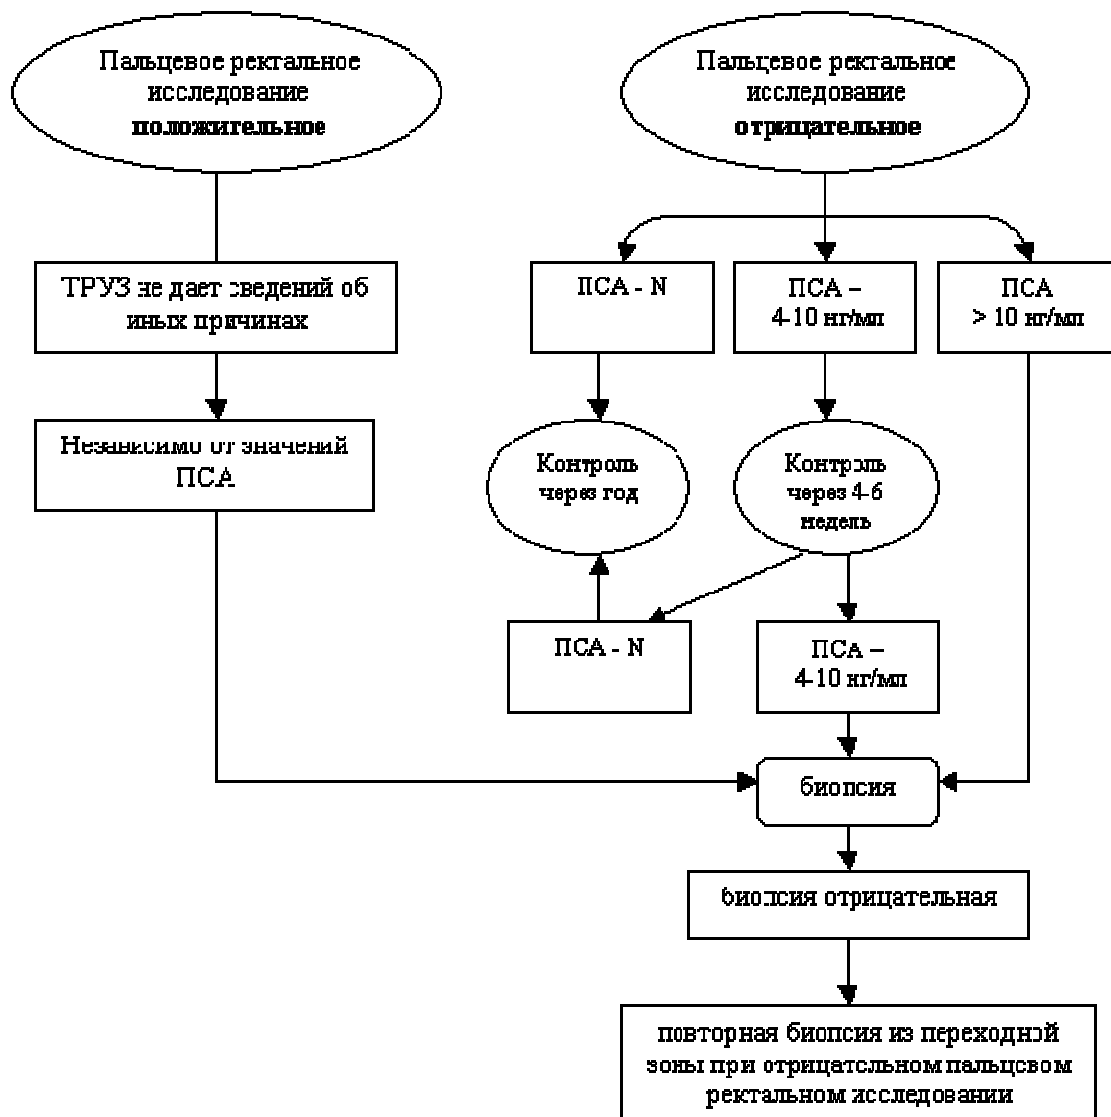 Пальцевое ректальное
исследование
положительное
Пальцевое ректальное
исследование
отрицательное
ТРУЗ не дает сведений об
иных причинах
Независимо от значений
ПСА
ПСА - N
ПСА –
4-10 нг/мл
ПСА
> 10 нг/мл
Контроль
через год
Контроль
через 4-6
недель
ПСА - N
ПСА –
4-10 нг/мл
биопсия
биопсия отрицательная
повторная биопсия из переходной
зоны при отрицательном пальцевом
ректальном исследовании